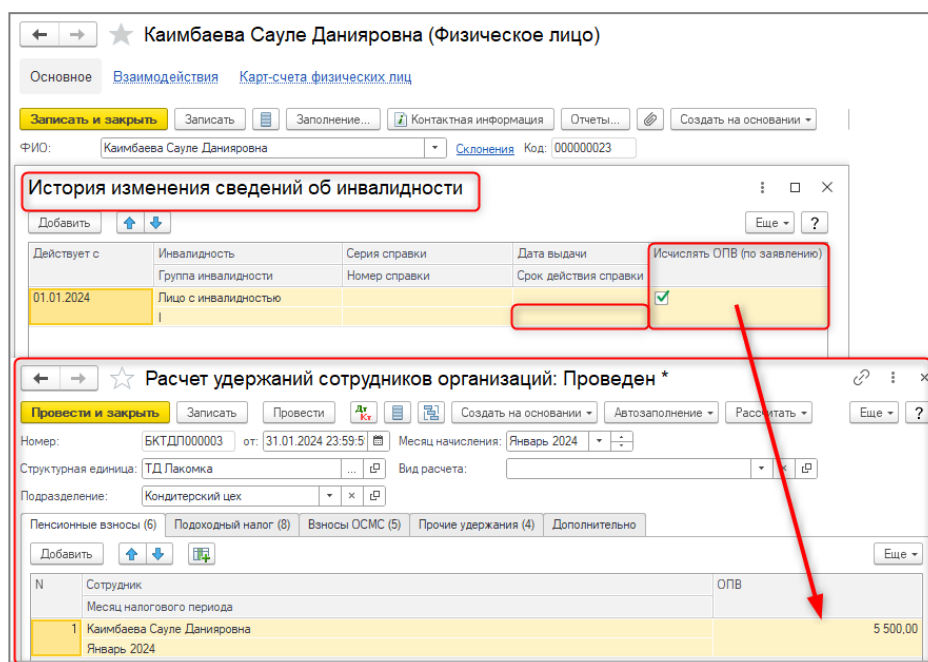 Каимбаева Сауле Данияровна (Физическое лицо)
Основное Взаимодействия Карт-счета физических лиц
Записать и закрыть Записать Заполнение... Контактная информация Отчеты... Создать на основании
ФИО: Каимбаева Сауле Данияровна Склонения Код: 000000023
История изменения сведений об инвалидности
Добавить Еще ?
Действует с Инвалидность Серия справки Дата выдачи Исчислять ОПВ (по заявлению)
Группа инвалидности Номер справки Срок действия справки
01.01.2024 Лицо с инвалидностью
I
Расчет удержаний сотрудников организаций: Проведен *
Провести и закрыть Записать Провести Дт Кт Создать на основании Автозаполнение Рассчитать Еще ?
Номер: БКТДП000003 от: 31.01.2024 23:59:5 Месяц начисления: Январь 2024
Структурная единица: ТД Лакомка ... Вид расчета:
Подразделение: Кондитерский цех
Пенсионные взносы (6) Подоходный налог (8) Взносы ОСМС (5) Прочие удержания (4) Дополнительно
Добавить Еще
N Сотрудник ОПВ
Месяц налогового периода
1 Каимбаева Сауле Данияровна 5 500,00
Январь 2024